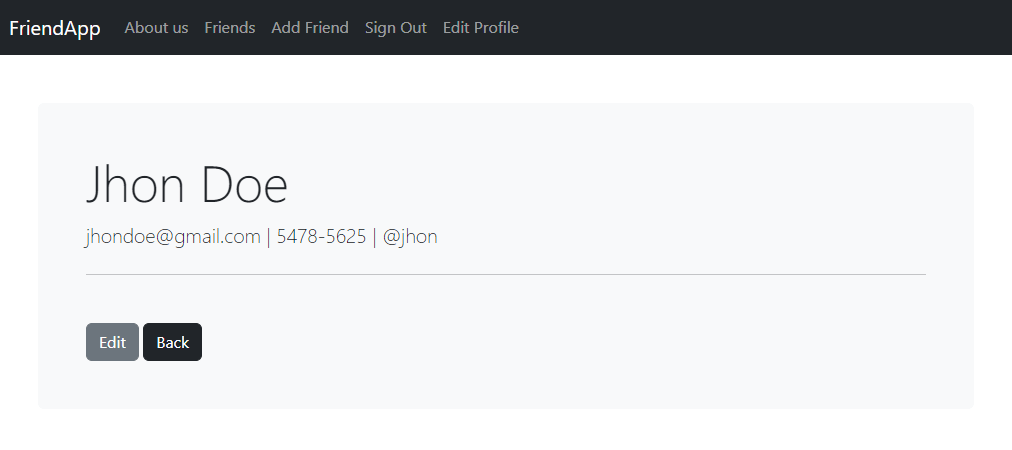 FriendApp About us Friends Add Friend Sign Out Edit Profile
Jhon Doe
jhondoe@gmail.com | 5478-5625 | @jhon
Edit Back